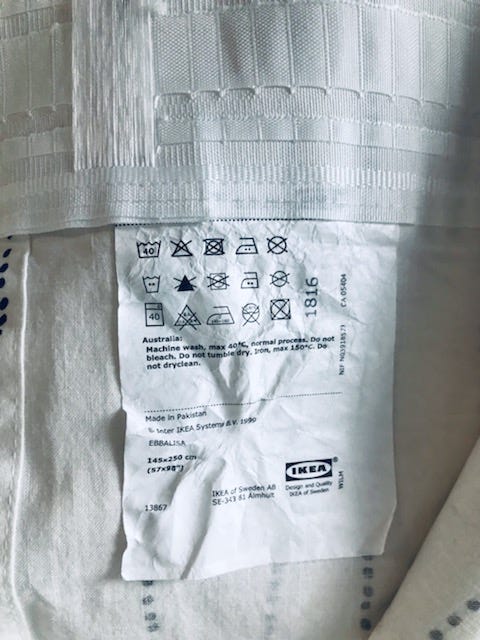 40
40
1816
CA 05404
Australia:
Machine wash, max 40°C, normal process. Do not
bleach. Do not tumble dry. Iron, max 150°C. Do
not dryclean.
Made in Pakistan
© Inter IKEA Systems B.V. 1999
EBBALISA
145x250 cm
(57x98")
13867
IKEA of Sweden AB
SE-343 81 Älmhult
IKEA
Design and Quality
IKEA of Sweden
WILM